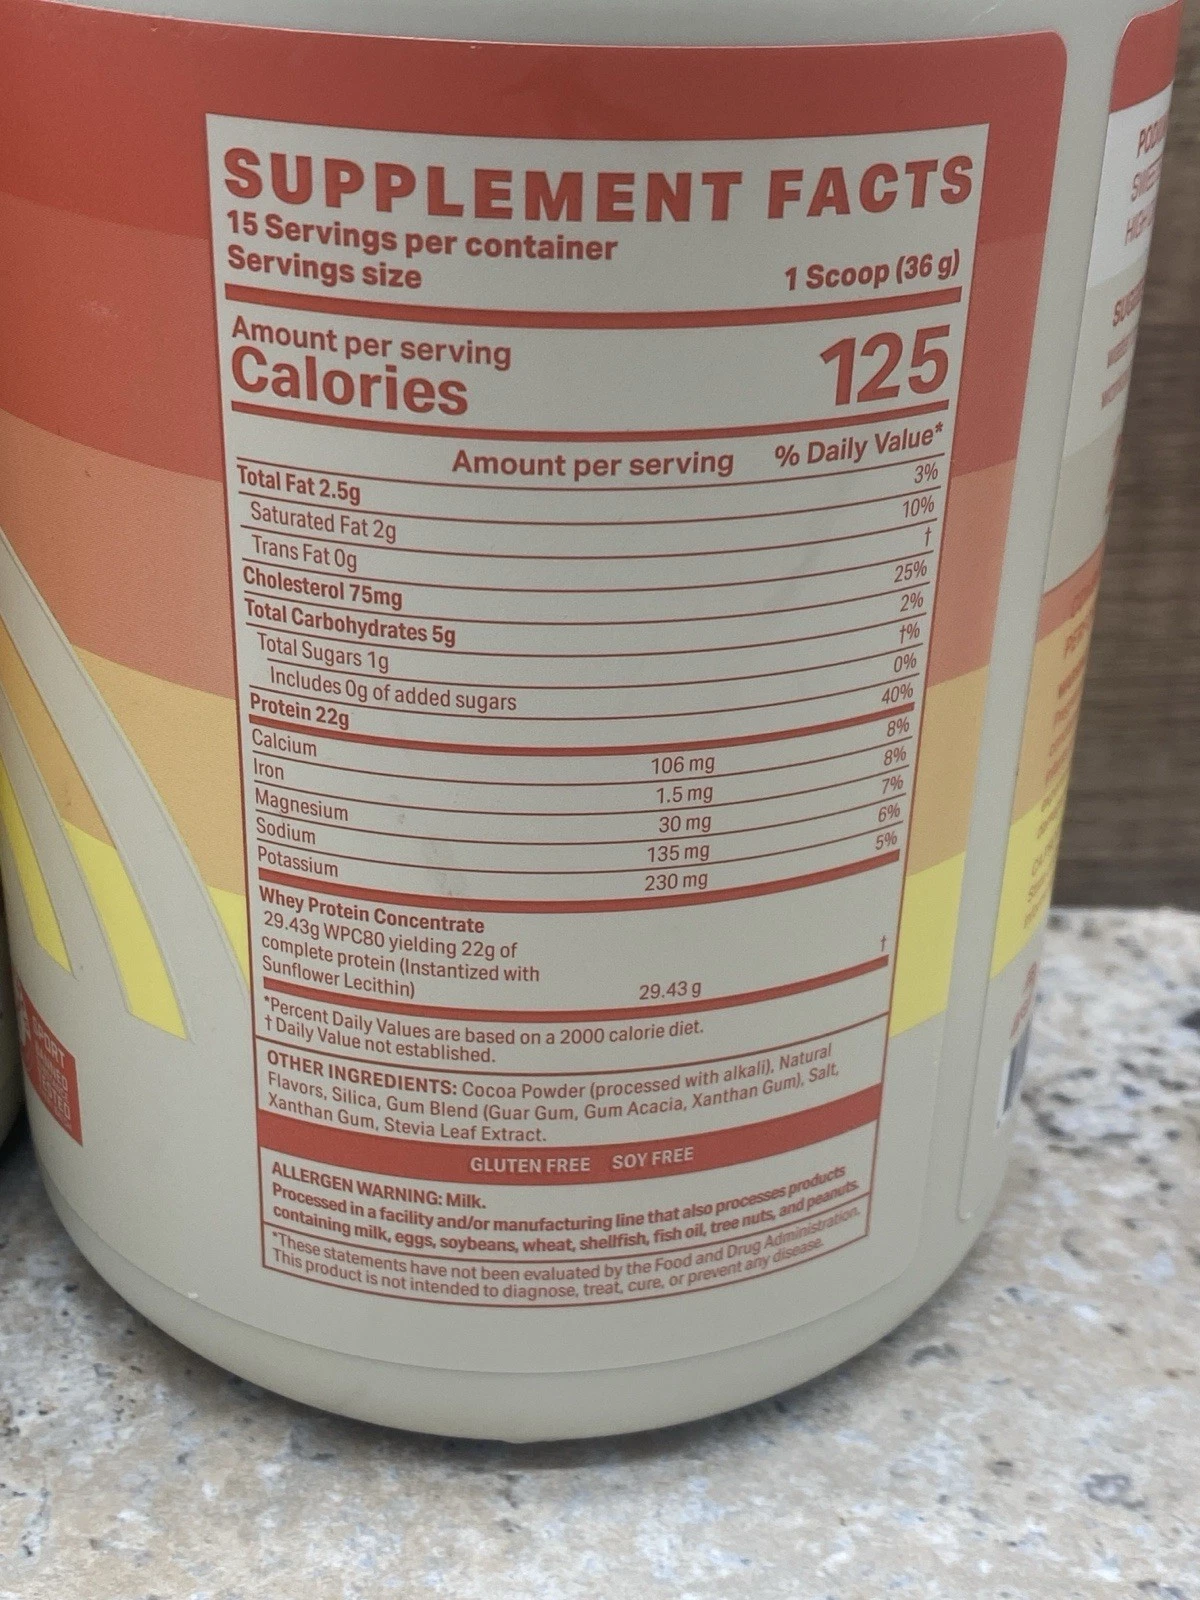 SUPPLEMENT FACTS
15 Servings per container
Servings size 1 Scoop (36 g)
Amount per serving
Calories 125
Amount per serving % Daily Value*
Total Fat 2.5g 3%
Saturated Fat 2g 10%
Trans Fat 0g †
Cholesterol 75mg 25%
Total Carbohydrates 5g 2%
Total Sugars 1g †%
Includes 0g of added sugars 0%
Protein 22g 40%
Calcium 106 mg 8%
Iron 1.5 mg 8%
Magnesium 30 mg 7%
Sodium 135 mg 6%
Potassium 230 mg 5%
Whey Protein Concentrate
29.43g WPC80 yielding 22g of
complete protein (Instantized with
Sunflower Lecithin) 29.43 g †
*Percent Daily Values are based on a 2000 calorie diet.
† Daily Value not established.
OTHER INGREDIENTS: Cocoa Powder (processed with alkali), Natural
Flavors, Silica, Gum Blend (Guar Gum, Gum Acacia, Xanthan Gum), Salt,
Xanthan Gum, Stevia Leaf Extract.
GLUTEN FREE SOY FREE
ALLERGEN WARNING: Milk.
Processed in a facility and/or manufacturing line that also processes products
containing milk, eggs, soybeans, wheat, shellfish, fish oil, tree nuts, and peanuts.
*These statements have not been evaluated by the Food and Drug Administration.
This product is not intended to diagnose, treat, cure, or prevent any disease.
SPORT